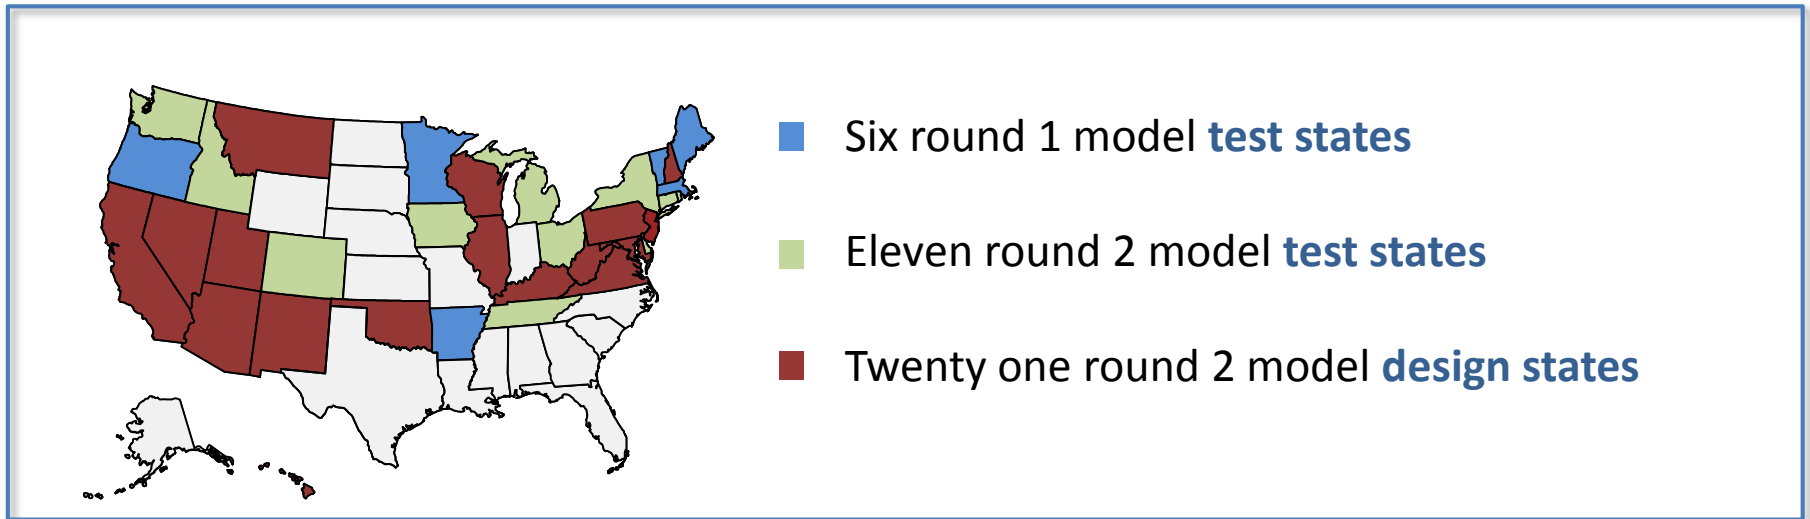 Six round 1 model test states
Eleven round 2 model test states
Twenty one round 2 model design states